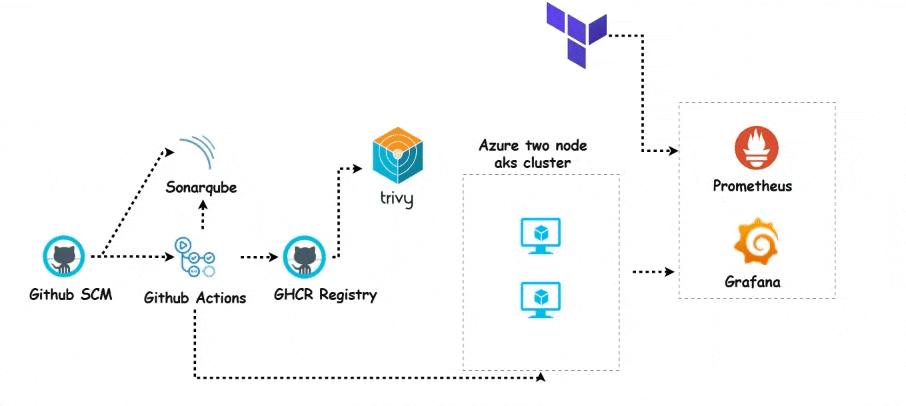 Azure two node
aks cluster
Sonarqube
trivy
Prometheus
Github SCM
Github Actions
GHCR Registry
Grafana